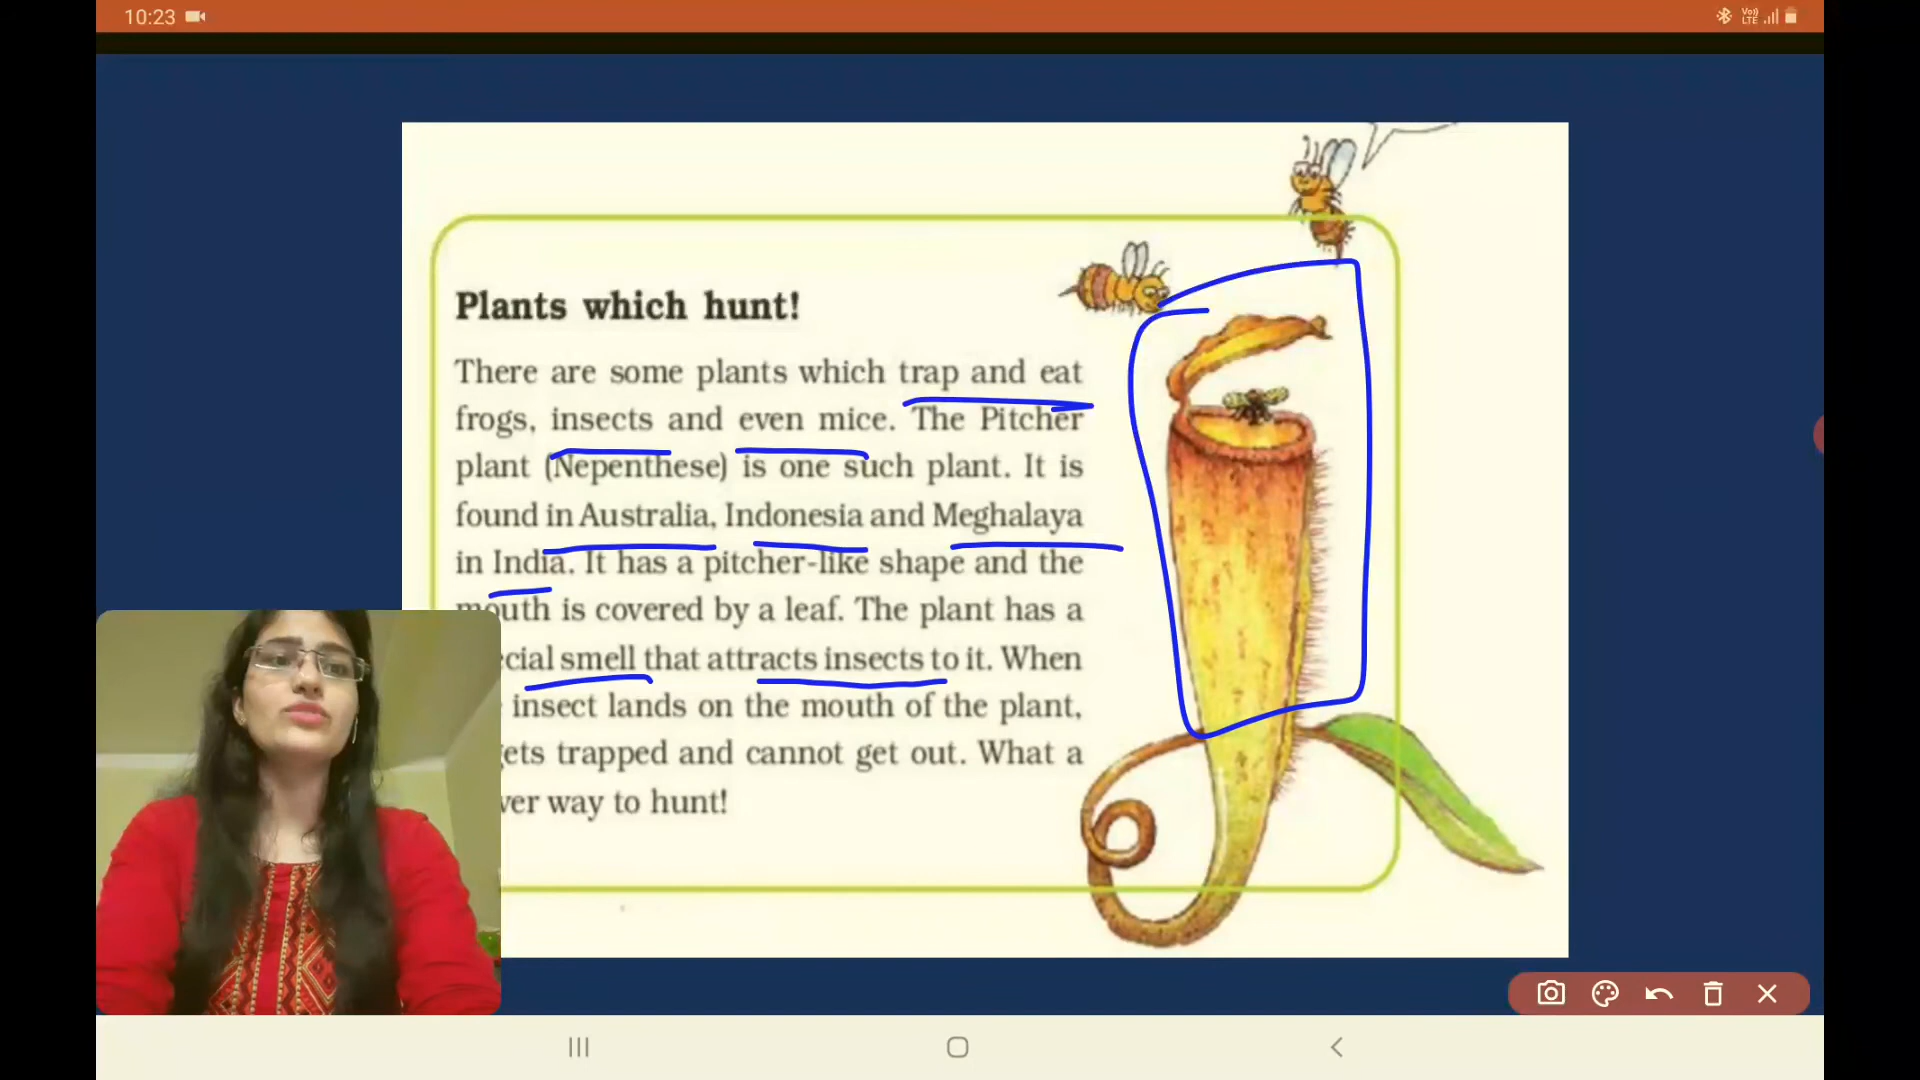 10:23
Vo))
LTE
Plants which hunt!
There are some plants which trap and eat
frogs, insects and even mice. The Pitcher
plant (Nepenthese) is one such plant. It is
found in Australia, Indonesia and Meghalaya
in India. It has a pitcher-like shape and the
mouth is covered by a leaf. The plant has a
cial smell that attracts insects to it. When
insect lands on the mouth of the plant,
gets trapped and cannot get out. What a
ver way to hunt!